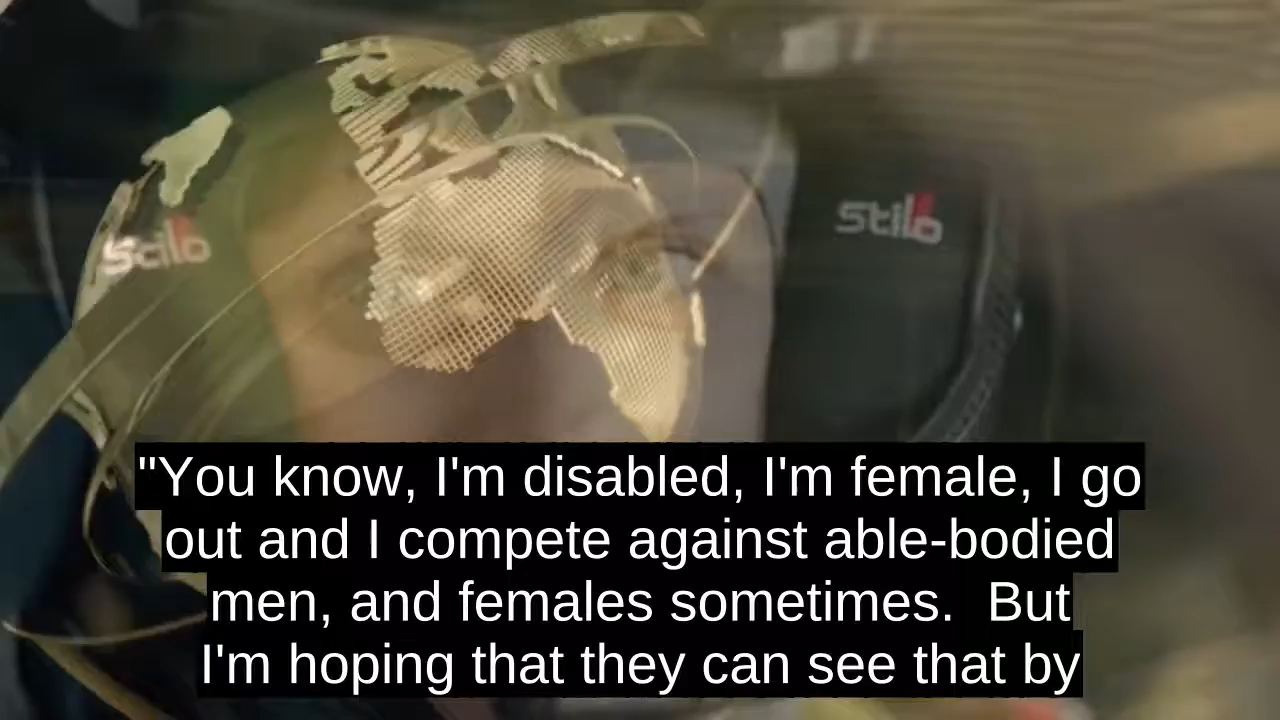 Stilo
Stilo
"You know, I'm disabled, I'm female, I go
out and I compete against able-bodied
men, and females sometimes.  But
I'm hoping that they can see that by